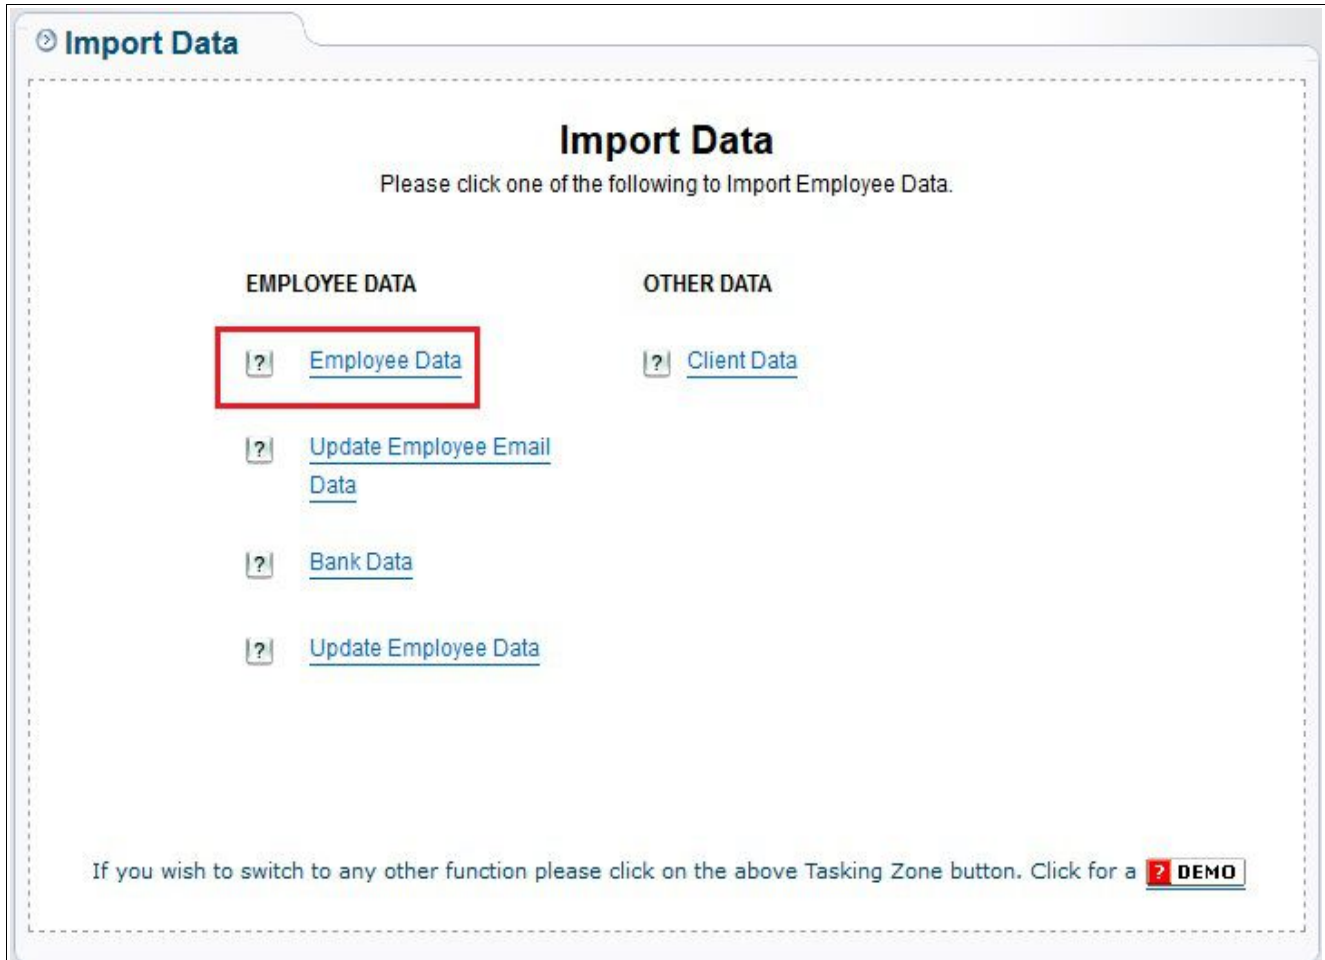 Import Data
Import Data
Please click one of the following to Import Employee Data.
EMPLOYEE DATA
OTHER DATA
? Employee Data
? Client Data
? Update Employee Email
Data
? Bank Data
? Update Employee Data
If you wish to switch to any other function please click on the above Tasking Zone button. Click for a ? DEMO